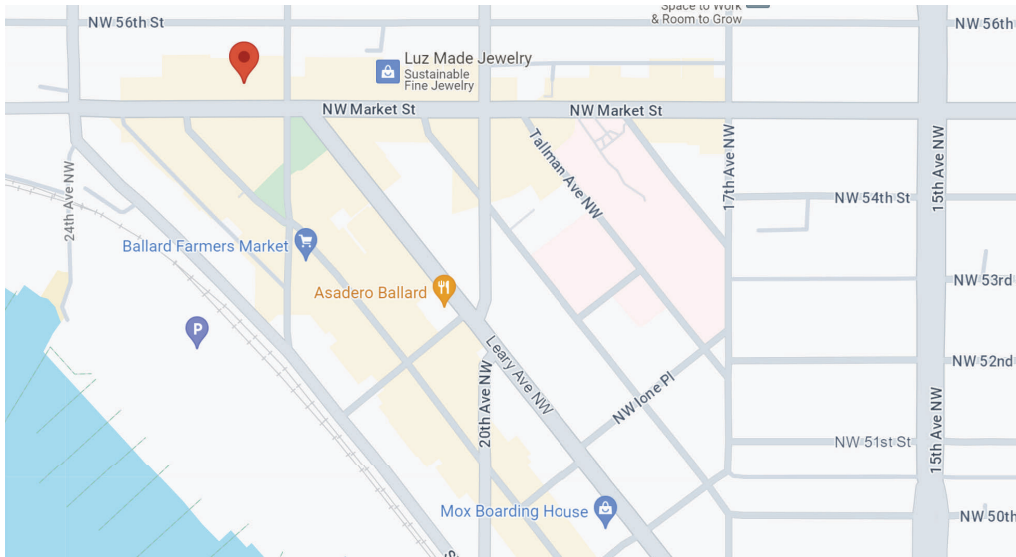 Space to Work
& Room to Grow
NW 56th St
NW 56th
Luz Made Jewelry
Sustainable
Fine Jewelry
NW Market St
NW Market St
Tallman Ave NW
17th Ave NW
15th Ave NW
24th Ave NW
NW 54th St
Ballard Farmers Market
NW 53rd
Asadero Ballard
P
Leary Ave NW
NW 52nd
20th Ave NW
NW Ione Pl
15th Ave NW
NW 51st St
Mox Boarding House
NW 50th